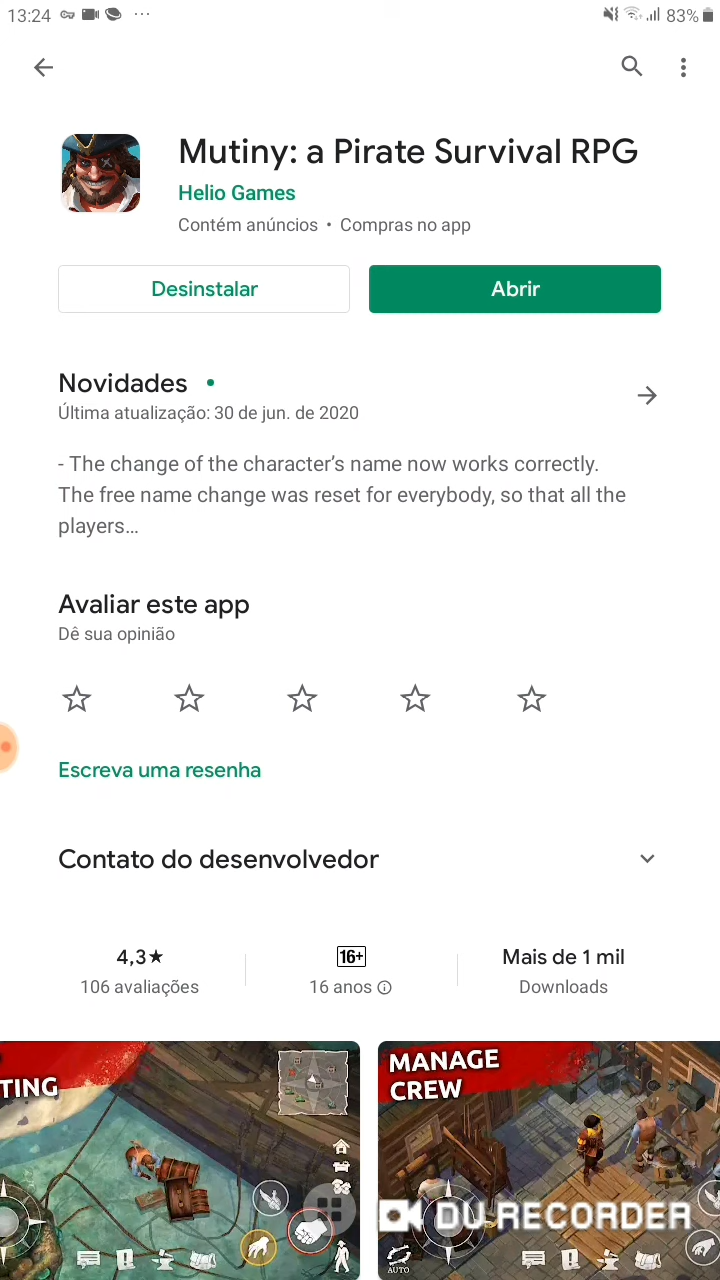 13:24 ... 83%
Mutiny: a Pirate Survival RPG
Helio Games
Contém anúncios • Compras no app
Desinstalar
Abrir
Novidades •
Última atualização: 30 de jun. de 2020
- The change of the character’s name now works correctly.
The free name change was reset for everybody, so that all the
players...
Avaliar este app
Dê sua opinião
Escreva uma resenha
Contato do desenvolvedor
4,3★
106 avaliações
16+
16 anos
Mais de 1 mil
Downloads
TING
MANAGE
CREW
AUTO
DU RECORDER